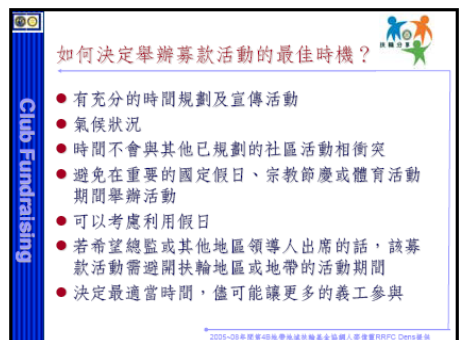 扶輪分享
如何決定舉辦募款活動的最佳時機？
Club Fundraising
● 有充分的時間規劃及宣傳活動
● 氣候狀況
● 時間不會與其他已規劃的社區活動相衝突
● 避免在重要的國定假日、宗教節慶或體育活動
期間舉辦活動
● 可以考慮利用假日
● 若希望總監或其他地區領導人出席的話，該募
款活動需避開扶輪地區或地帶的活動期間
● 決定最適當時間，儘可能讓更多的義工參與